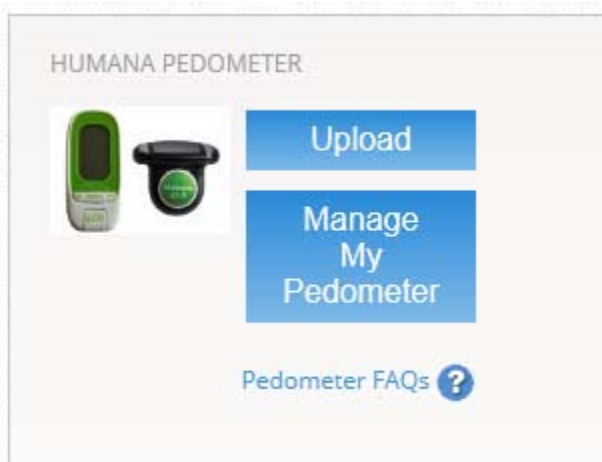 HUMANA PEDOMETER
Upload
Manage
My
Pedometer
Pedometer FAQs ?